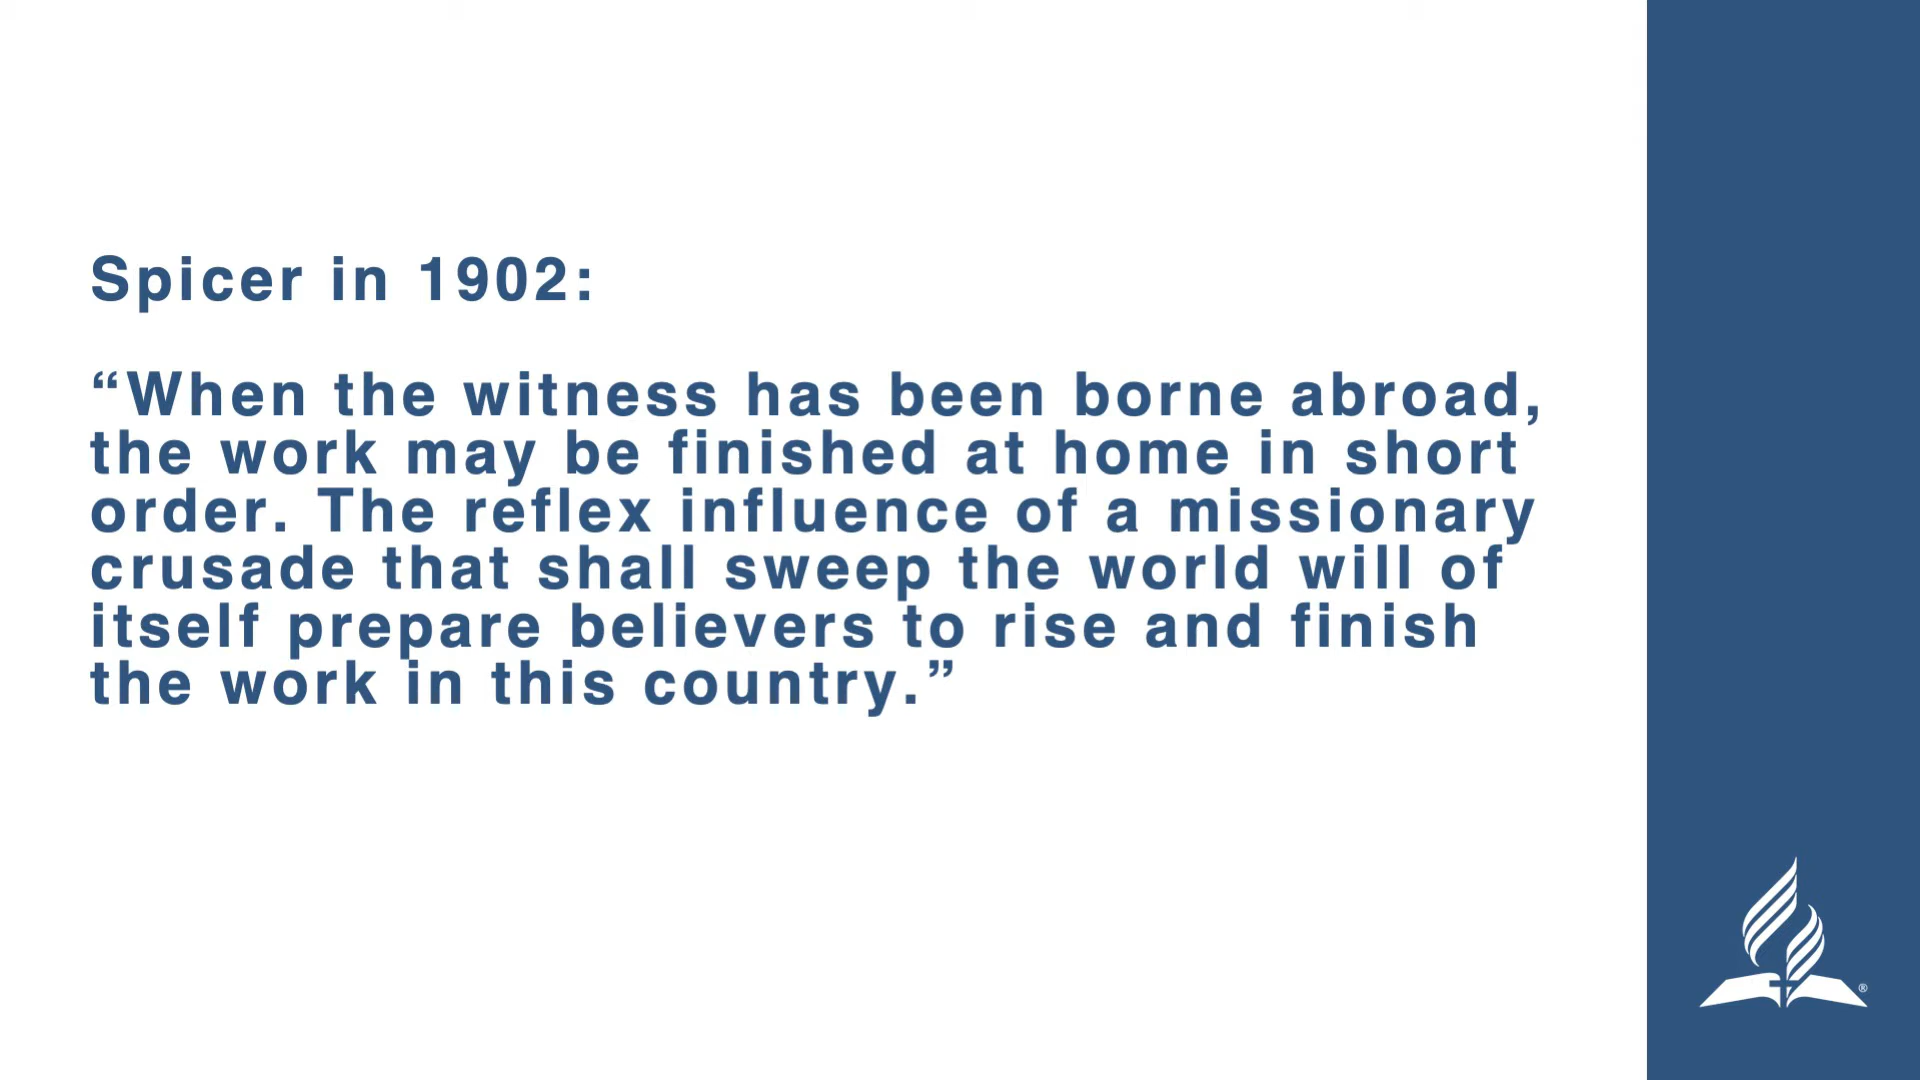 Spicer in 1902:
“When the witness has been borne abroad,
the work may be finished at home in short
order. The reflex influence of a missionary
crusade that shall sweep the world will of
itself prepare believers to rise and finish
the work in this country.”
®